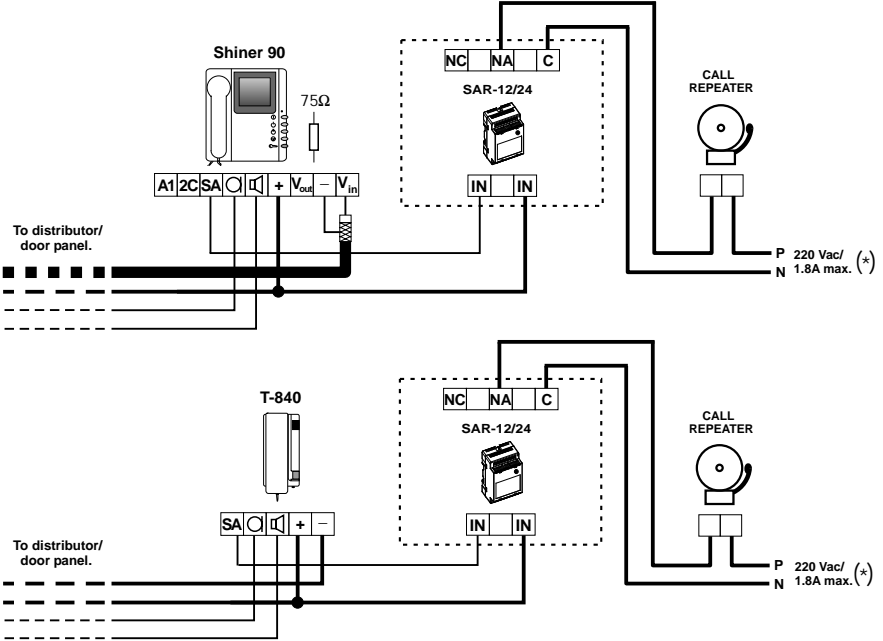 Shiner 90
75Ω
NC NA C
SAR-12/24
CALL
REPEATER
A1 2C SA + Vout − Vin
IN IN
To distributor/
door panel.
P 220 Vac/
N 1.8A max. (*)
T-840
NC NA C
SAR-12/24
CALL
REPEATER
SA + −
IN IN
To distributor/
door panel.
P 220 Vac/
N 1.8A max. (*)